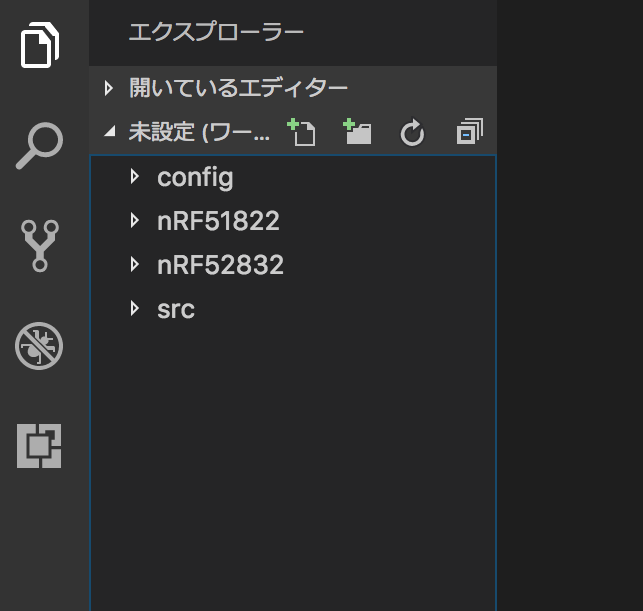 エクスプローラー
開いているエディター
未設定 (ワー...
config
nRF51822
nRF52832
src